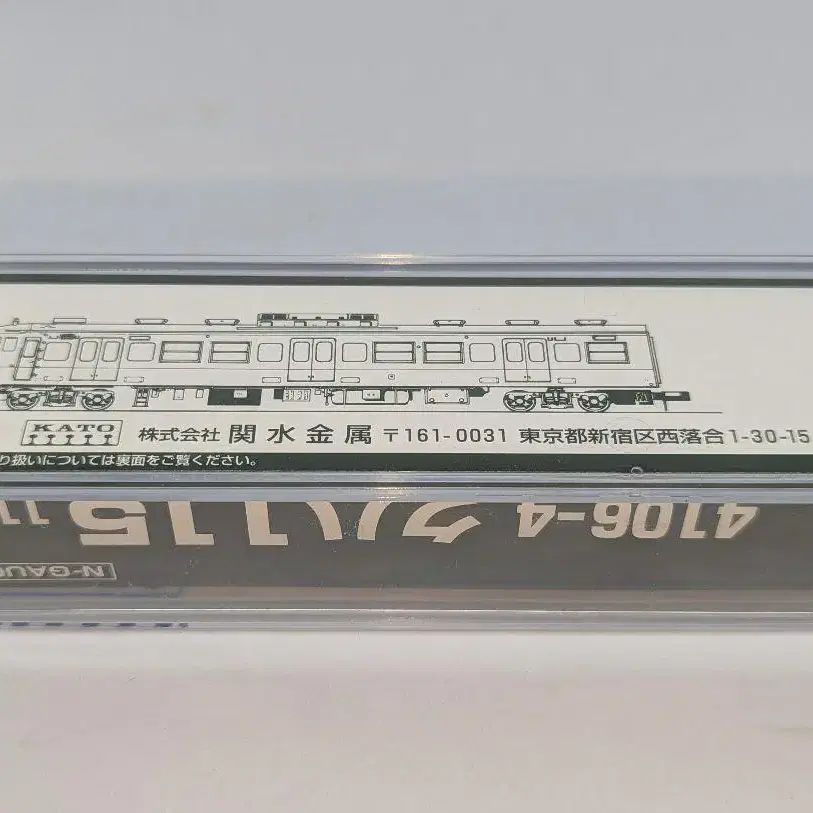 KATO 株式会社 関水金属 〒161-0031 東京都新宿区西落合1-30-15
り扱いについては裏面をご覧ください。
4106-4 クハ115 11
N-GAU